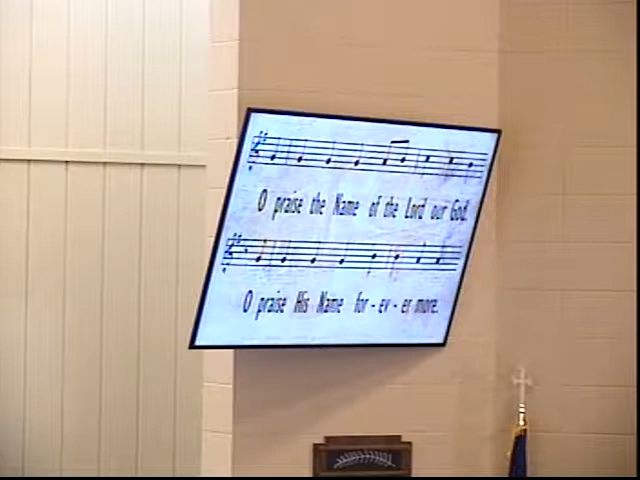 O praise the Name of the Lord our God.
O praise His Name for - ev - er more.